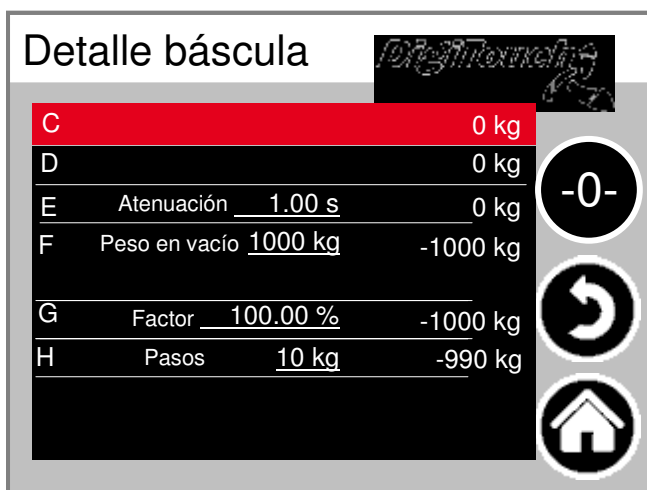 Detalle báscula
DigiTouch
C 0 kg
D 0 kg
-0-
E Atenuación 1.00 s 0 kg
F Peso en vacío 1000 kg -1000 kg
G Factor 100.00 % -1000 kg
H Pasos 10 kg -990 kg